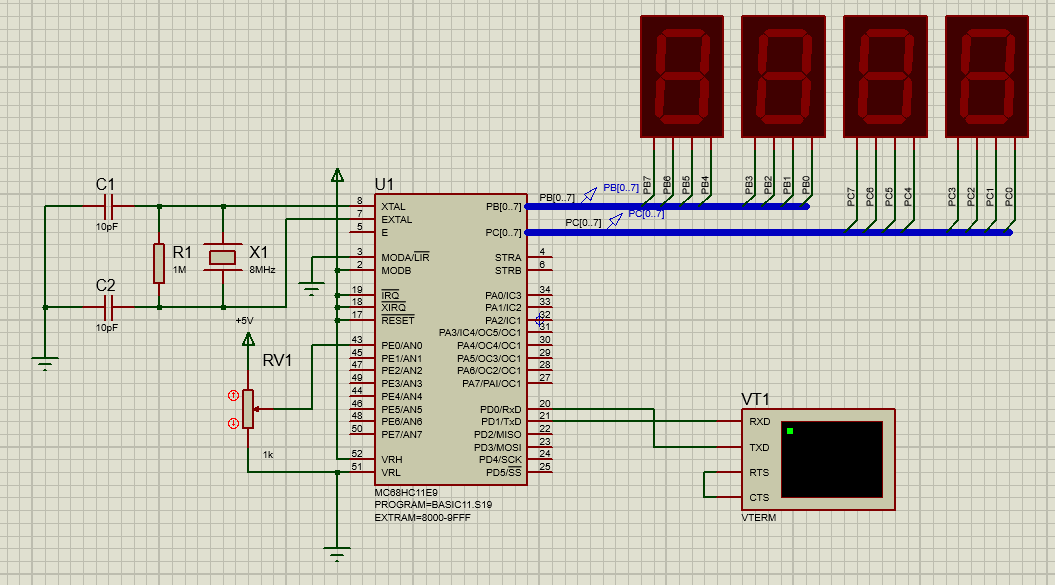 C1
10pF
R1
1M
X1
8MHz
C2
10pF
+5V
RV1
1k
U1
8 XTAL
7 EXTAL
5 E
3 MODA/LIR
2 MODB
19 IRQ
18 XIRQ
17 RESET
43 PE0/AN0
45 PE1/AN1
47 PE2/AN2
49 PE3/AN3
44 PE4/AN4
46 PE5/AN5
48 PE6/AN6
50 PE7/AN7
52 VRH
51 VRL
PB[0..7]
PC[0..7]
STRA 4
STRB 6
PA0/IC3 34
PA1/IC2 33
PA2/IC1 32
PA3/IC4/OC5/OC1 31
PA4/OC4/OC1 30
PA5/OC3/OC1 29
PA6/OC2/OC1 28
PA7/PAI/OC1 27
PD0/RxD 20
PD1/TxD 21
PD2/MISO 22
PD3/MOSI 23
PD4/SCK 24
PD5/SS 25
MC68HC11E9
PROGRAM=BASIC11.S19
EXTRAM=8000-9FFF
PB[0..7]
PB[0..7]
PC[0..7]
PC[0..7]
PB7
PB6
PB5
PB4
PB3
PB2
PB1
PB0
PC7
PC6
PC5
PC4
PC3
PC2
PC1
PC0
VT1
RXD
TXD
RTS
CTS
VTERM